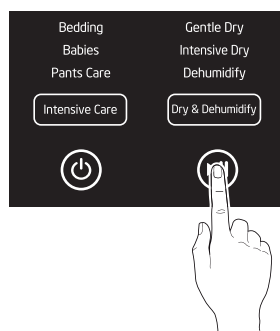 Bedding
Babies
Pants Care
Intensive Care
Gentle Dry
Intensive Dry
Dehumidify
Dry & Dehumidify